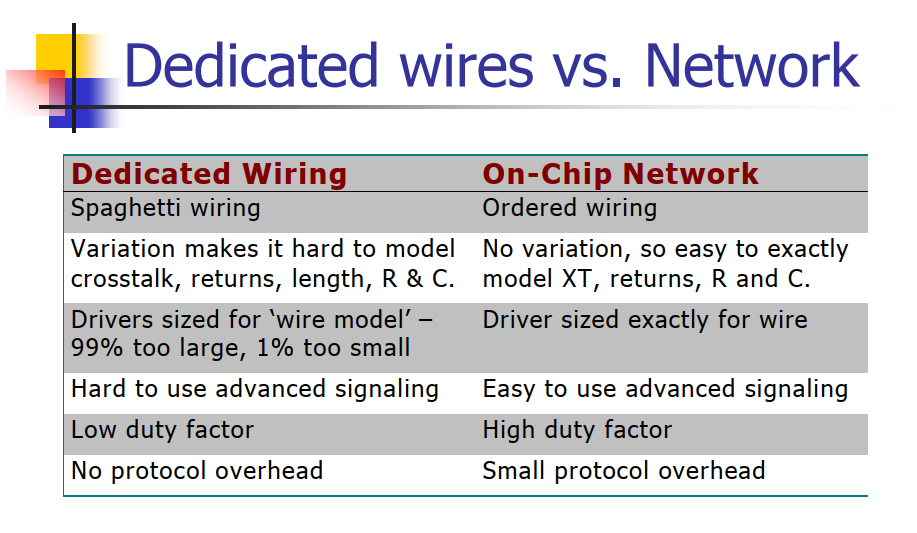 Dedicated wires vs. Network
Dedicated Wiring
On-Chip Network
Spaghetti wiring
Ordered wiring
Variation makes it hard to model
crosstalk, returns, length, R & C.
No variation, so easy to exactly
model XT, returns, R and C.
Drivers sized for ‘wire model’ –
99% too large, 1% too small
Driver sized exactly for wire
Hard to use advanced signaling
Easy to use advanced signaling
Low duty factor
High duty factor
No protocol overhead
Small protocol overhead